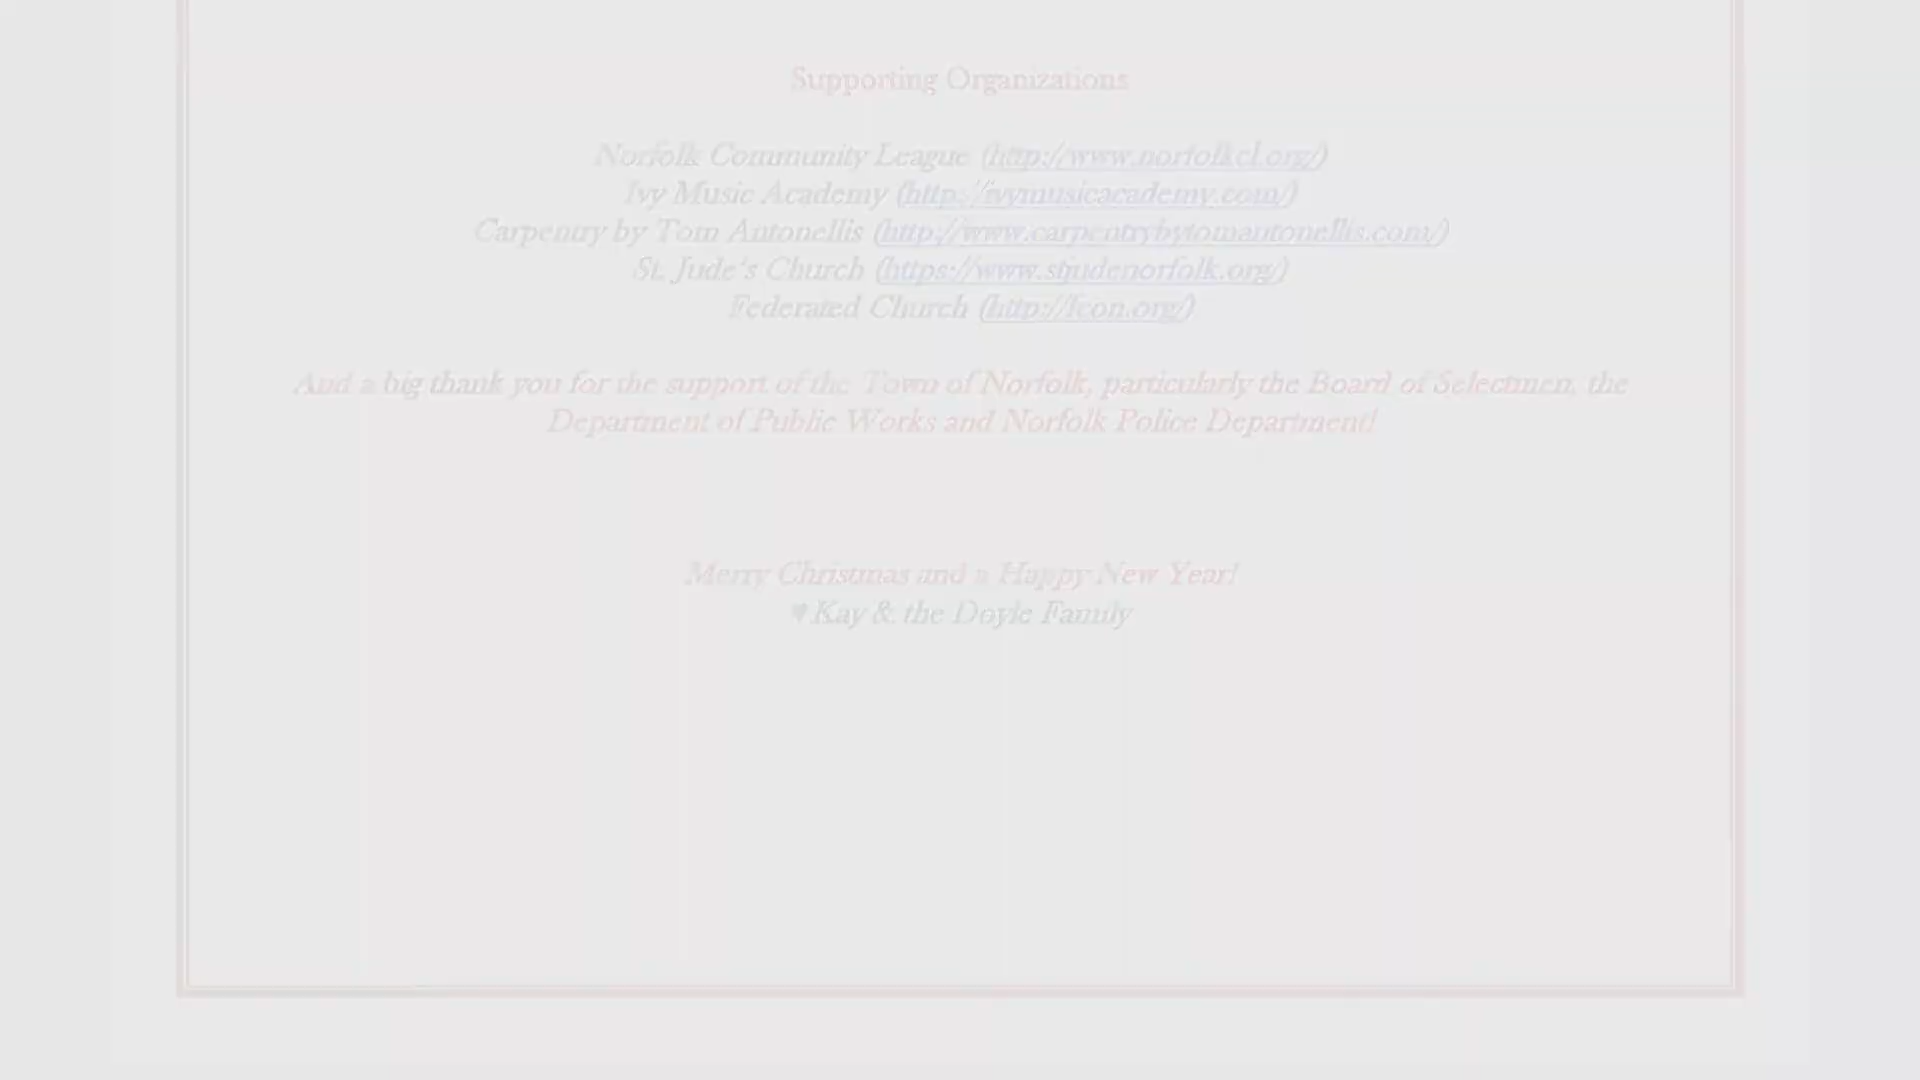 Supporting Organizations
Norfolk Community League (http://www.norfolkcl.org/)
Ivy Music Academy (http://ivymusicacademy.com/)
Carpentry by Tom Antonellis (http://www.carpentrybytomantonellis.com/)
St. Jude's Church (https://www.stjudenorfolk.org/)
Federated Church (http://fcon.org/)
And a big thank you for the support of the Town of Norfolk, particularly the Board of Selectmen, the
Department of Public Works and Norfolk Police Department!
Merry Christmas and a Happy New Year!
♥Kay & the Doyle Family